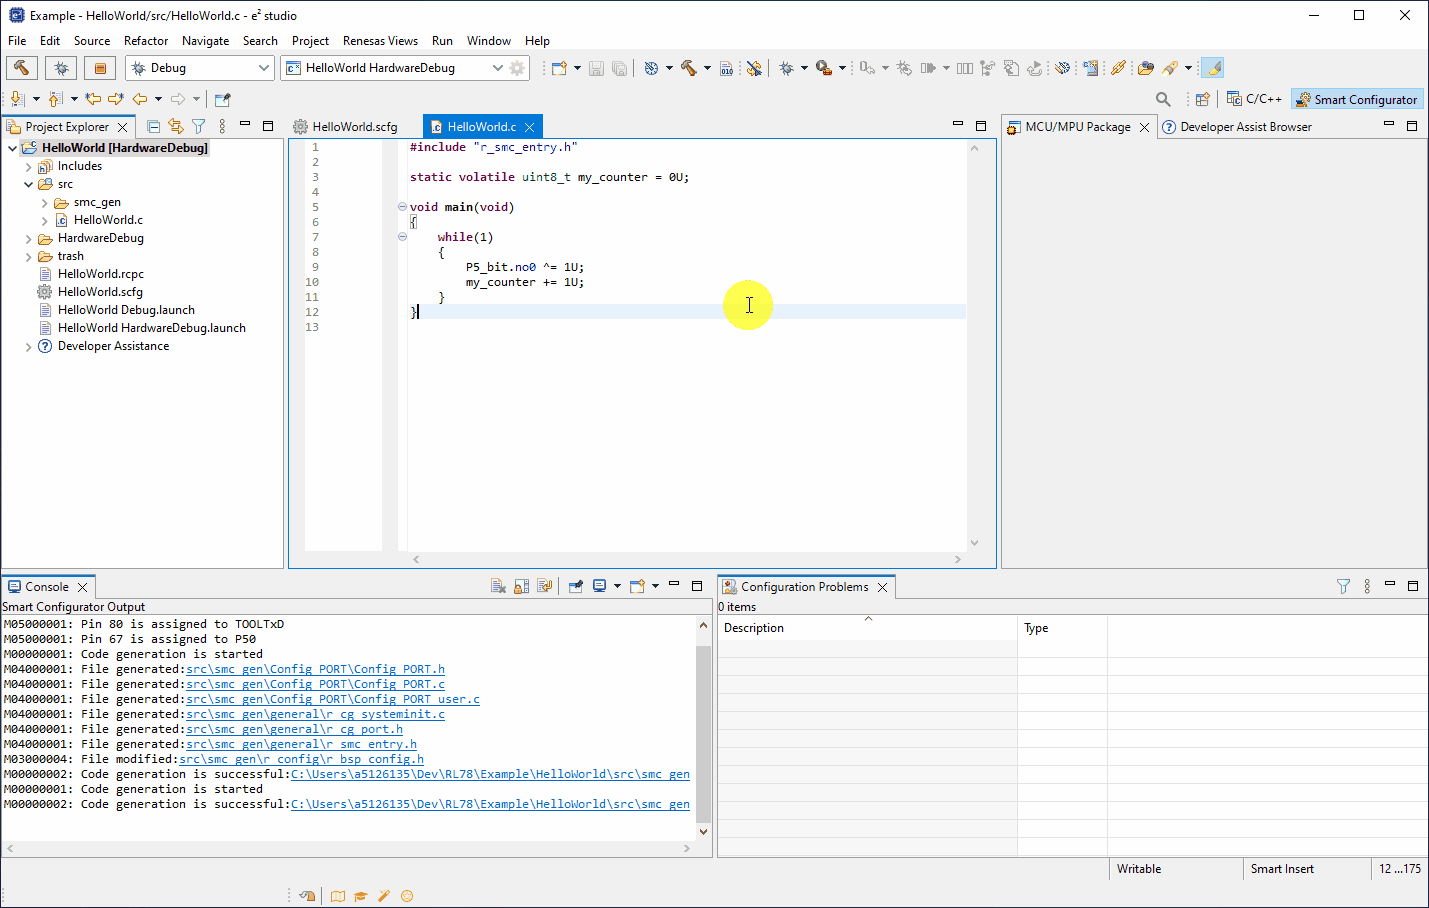 Example - HelloWorld/src/HelloWorld.c - e² studio
File Edit Source Refactor Navigate Search Project Renesas Views Run Window Help
Debug
HelloWorld HardwareDebug
C/C++
Smart Configurator
Project Explorer
HelloWorld [HardwareDebug]
Includes
src
smc_gen
HelloWorld.c
HardwareDebug
trash
HelloWorld.rcpc
HelloWorld.scfg
HelloWorld Debug.launch
HelloWorld HardwareDebug.launch
Developer Assistance
HelloWorld.scfg
HelloWorld.c
1 #include "r_smc_entry.h"
2
3 static volatile uint8_t my_counter = 0U;
4
5 void main(void)
6 {
7 while(1)
8 {
9 P5_bit.no0 ^= 1U;
10 my_counter += 1U;
11 }
12 }
13
MCU/MPU Package
Developer Assist Browser
Console
Smart Configurator Output
M05000001: Pin 80 is assigned to TOOLTxD
M05000001: Pin 67 is assigned to P50
M00000001: Code generation is started
M04000001: File generated:src\smc_gen\Config_PORT\Config_PORT.h
M04000001: File generated:src\smc_gen\Config_PORT\Config_PORT.c
M04000001: File generated:src\smc_gen\Config_PORT\Config_PORT_user.c
M04000001: File generated:src\smc_gen\general\r_cg_systeminit.c
M04000001: File generated:src\smc_gen\general\r_cg_port.h
M04000001: File generated:src\smc_gen\general\r_smc_entry.h
M03000004: File modified:src\smc_gen\r_config\r_bsp_config.h
M00000002: Code generation is successful:C:\Users\a5126135\Dev\RL78\Example\HelloWorld\src\smc_gen
M00000001: Code generation is started
M00000002: Code generation is successful:C:\Users\a5126135\Dev\RL78\Example\HelloWorld\src\smc_gen
Configuration Problems
0 items
Description Type
Writable
Smart Insert
12 ...175